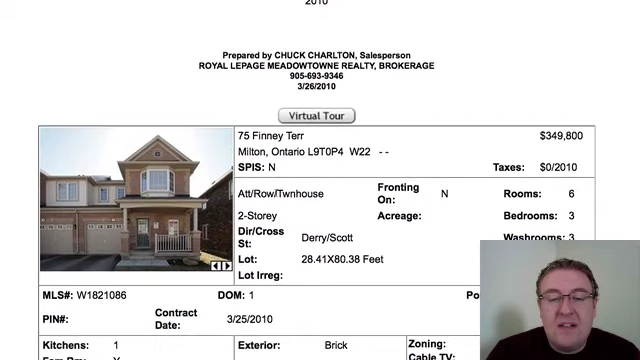 2010
Prepared by CHUCK CHARLTON, Salesperson
ROYAL LEPAGE MEADOWTOWNE REALTY, BROKERAGE
905-693-9346
3/26/2010
Virtual Tour
75 Finney Terr $349,800
Milton, Ontario L9T0P4 W22 - -
SPIS: N Taxes: $0/2010
Att/Row/Twnhouse Fronting On: N Rooms: 6
2-Storey Acreage: Bedrooms: 3
Dir/Cross St: Derry/Scott Washrooms: 3
Lot: 28.41X80.38 Feet
Lot Irreg:
MLS#: W1821086 DOM: 1
PIN#: Contract Date: 3/25/2010
Kitchens: 1 Exterior: Brick Zoning:
Cable TV: